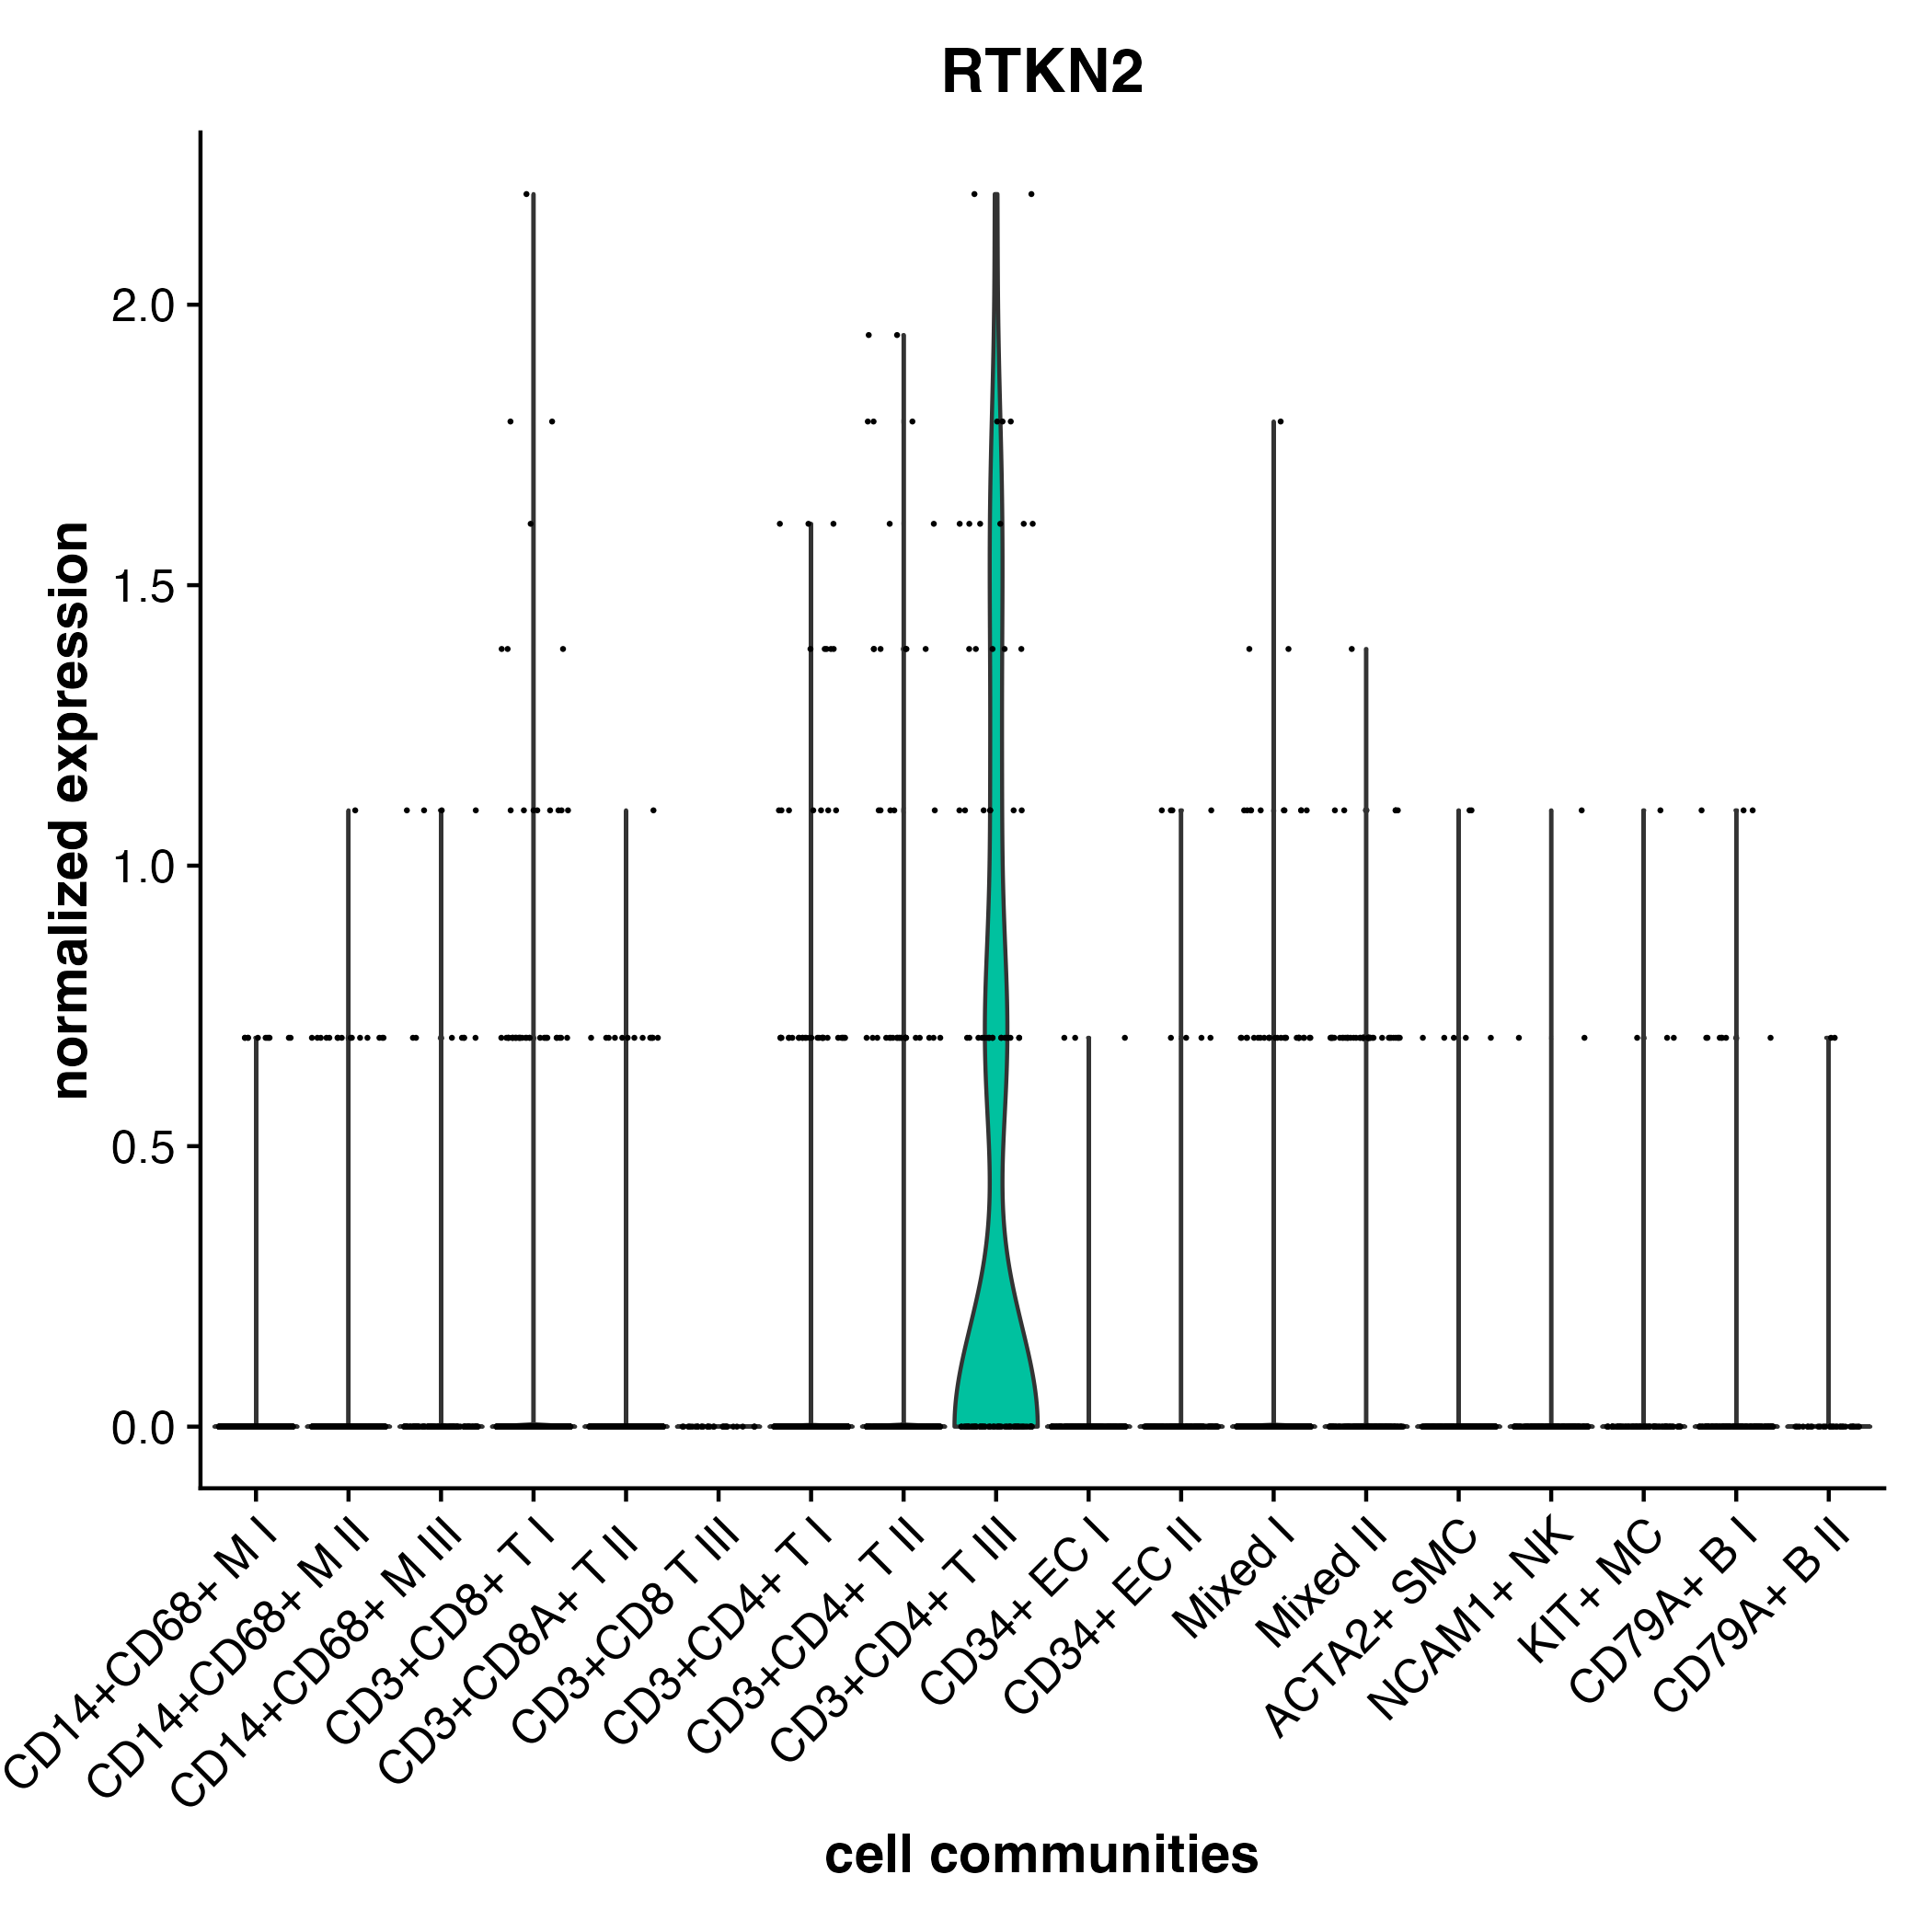 RTKN2
normalized expression
2.0
1.5
1.0
0.5
0.0
CD14+CD68+ M I
CD14+CD68+ M II
CD14+CD68+ M III
CD3+CD8+ T I
CD3+CD8A+ T II
CD3+CD8 T III
CD3+CD4+ T I
CD3+CD4+ T II
CD3+CD4+ T III
CD34+ EC I
CD34+ EC II
Mixed I
Mixed II
ACTA2+ SMC
NCAM1+ NK
KIT+ MC
CD79A+ B I
CD79A+ B II
cell communities